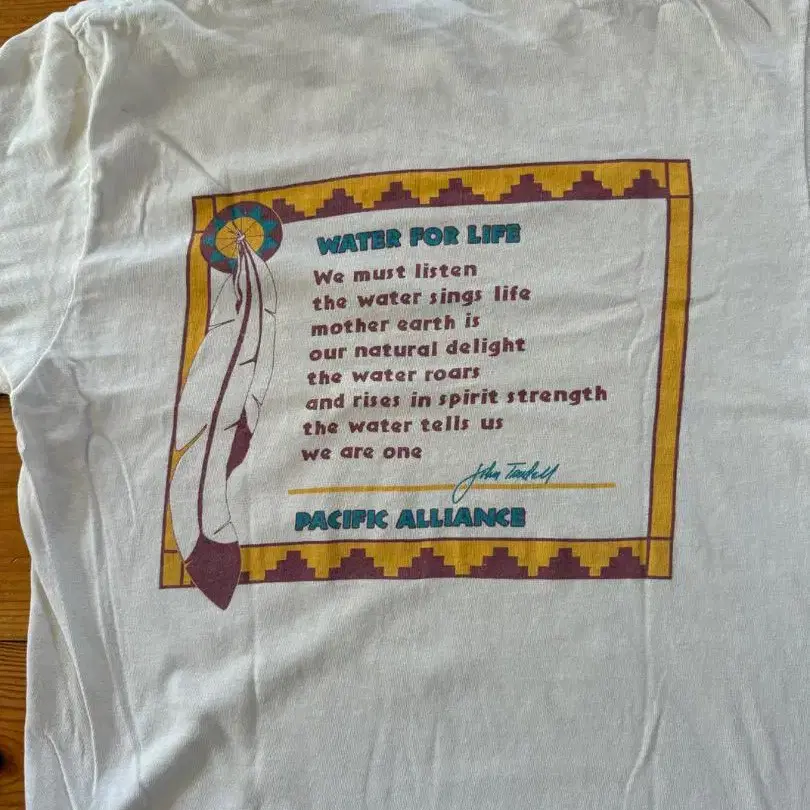 WATER FOR LIFE
We must listen
the water sings life
mother earth is
our natural delight
the water roars
and rises in spirit strength
the water tells us
we are one
John
PACIFIC ALLIANCE